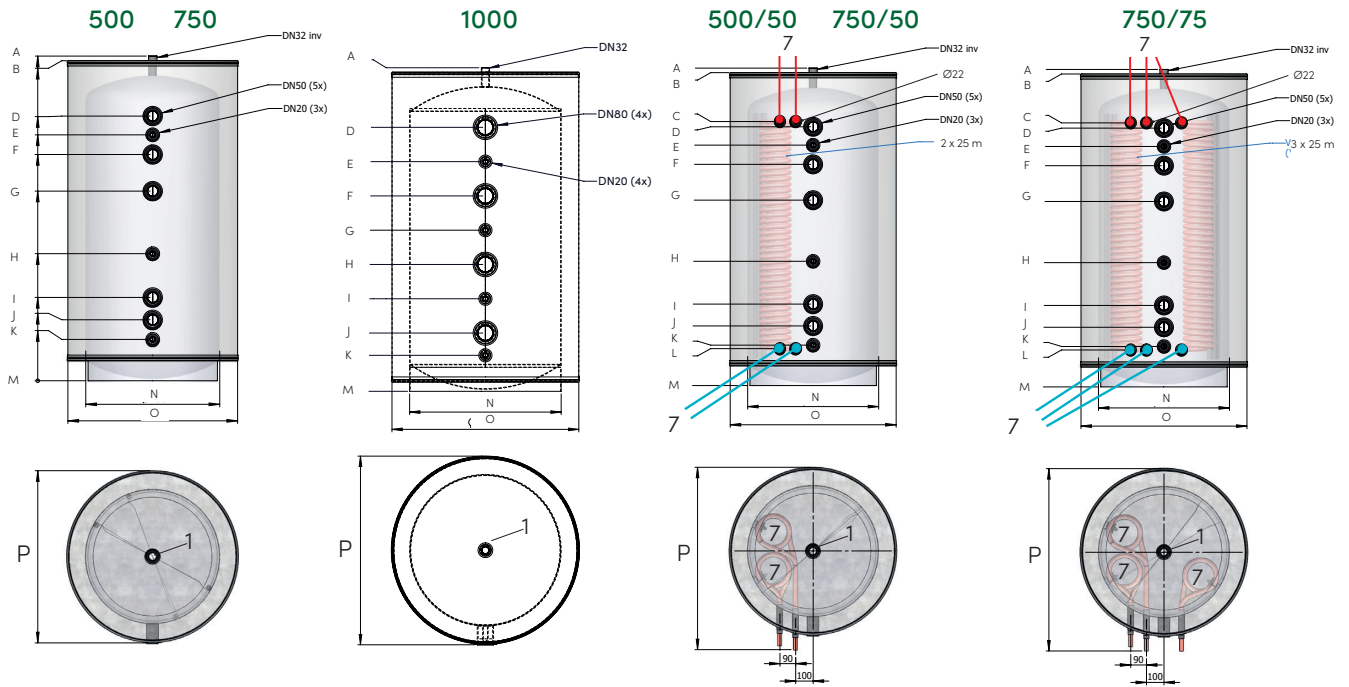 500 750
A
B
D
E
F
G
H
I
J
K
M
DN32 inv
DN50 (5x)
DN20 (3x)
N
O
P
1
1000
A
D
E
F
G
H
I
J
K
M
DN32
DN80 (4x)
DN20 (4x)
N
O
P
1
500/50 750/50
7
A
B
C
D
E
F
G
H
I
J
K
L
M
DN32 inv
Ø22
DN50 (5x)
DN20 (3x)
2 x 25 m
N
O
7
P
1
7
7
90
100
750/75
7
A
B
C
D
E
F
G
H
I
J
K
L
M
DN32 inv
Ø22
DN50 (5x)
DN20 (3x)
3 x 25 m
N
O
7
P
1
7
7
7
90
100